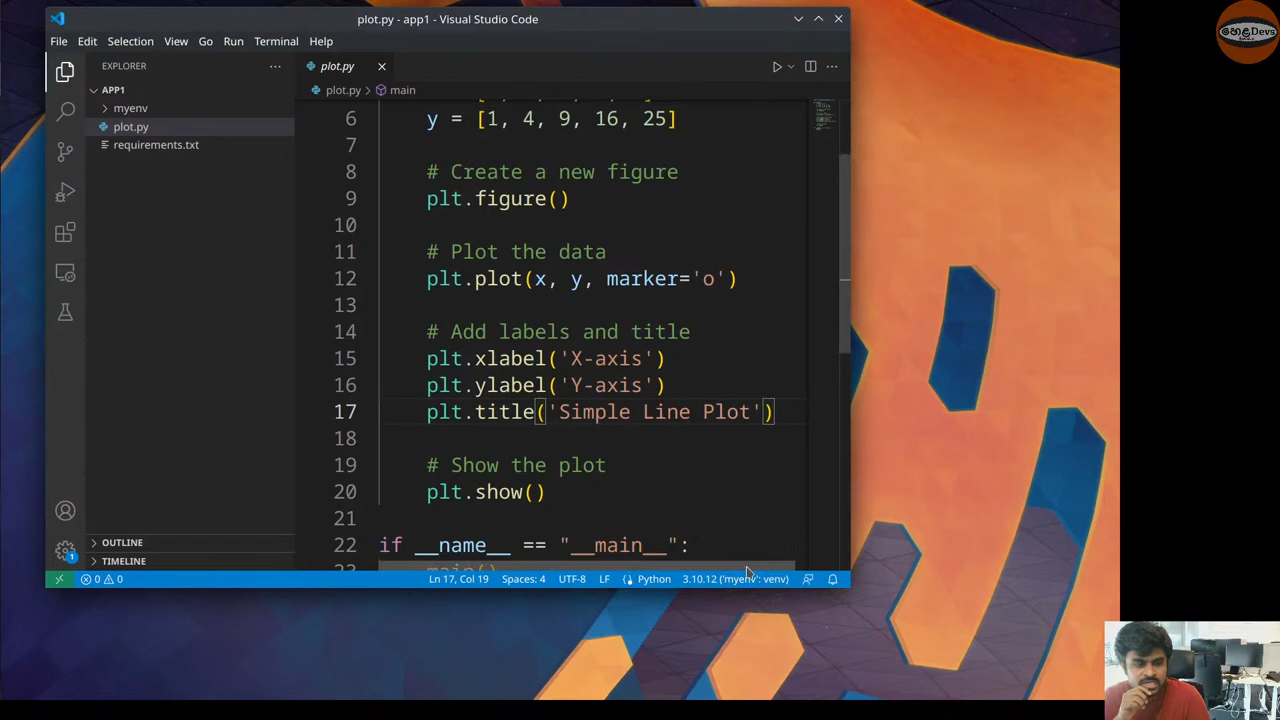 plot.py - app1 - Visual Studio Code
හෙළDevs
File Edit Selection View Go Run Terminal Help
EXPLORER
plot.py
APP1
plot.py > main
myenv
plot.py
requirements.txt
6 y = [1, 4, 9, 16, 25]
7
8 # Create a new figure
9 plt.figure()
10
11 # Plot the data
12 plt.plot(x, y, marker='o')
13
14 # Add labels and title
15 plt.xlabel('X-axis')
16 plt.ylabel('Y-axis')
17 plt.title('Simple Line Plot')
18
19 # Show the plot
20 plt.show()
21
22 if __name__ == "__main__":
23 main()
OUTLINE
TIMELINE
1
0 0 Ln 17, Col 19 Spaces: 4 UTF-8 LF Python 3.10.12 ('myenv': venv)